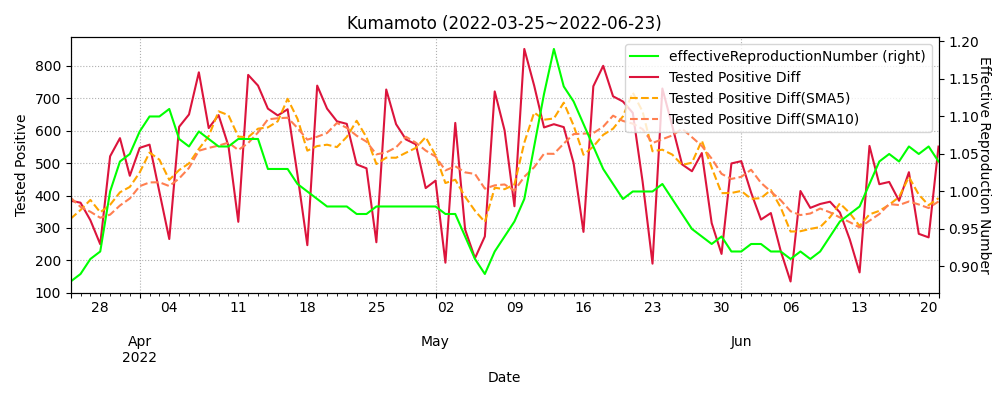 Kumamoto (2022-03-25~2022-06-23)
effectiveReproductionNumber (right)
Tested Positive Diff
Tested Positive Diff(SMA5)
Tested Positive Diff(SMA10)
Tested Positive
800
700
600
500
400
300
200
100
1.20
1.15
1.10
1.05
1.00
0.95
0.90
Effective Reproduction Number
28 04 11 18 25 02 09 16 23 30 06 13 20
Apr May Jun
2022
Date